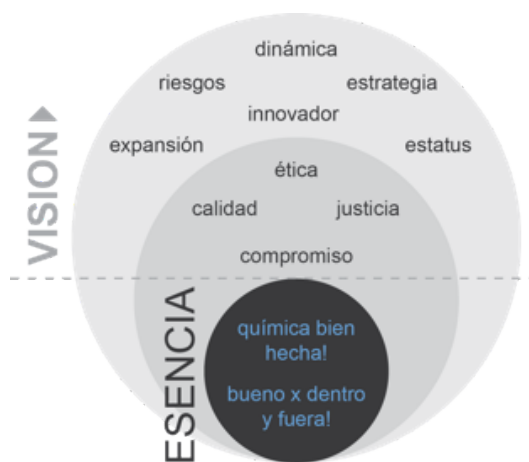 dinámica
riesgos estrategia
innovador
expansión estatus
ética
calidad justicia
compromiso
VISION
ESENCIA
química bien
hecha!
bueno x dentro
y fuera!